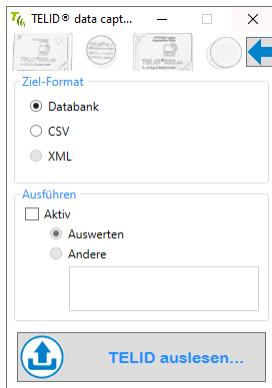 TELID® data capt...
Ziel-Format
Databank
CSV
XML
Ausführen
Aktiv
Auswerten
Andere
TELID auslesen...